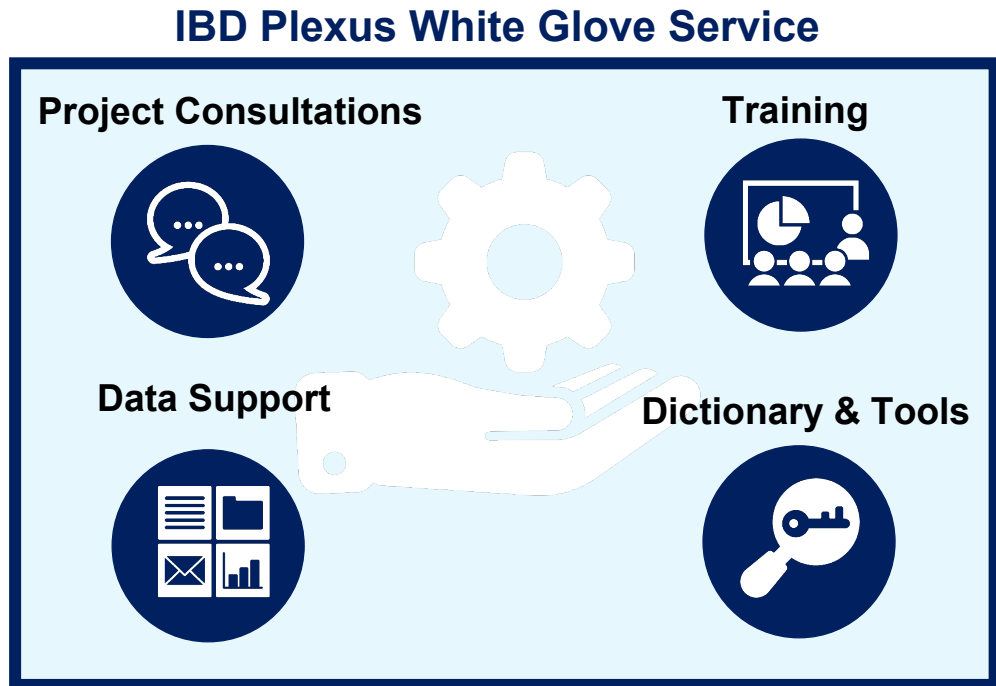 IBD Plexus White Glove Service
Project Consultations
Training
Data Support
Dictionary & Tools